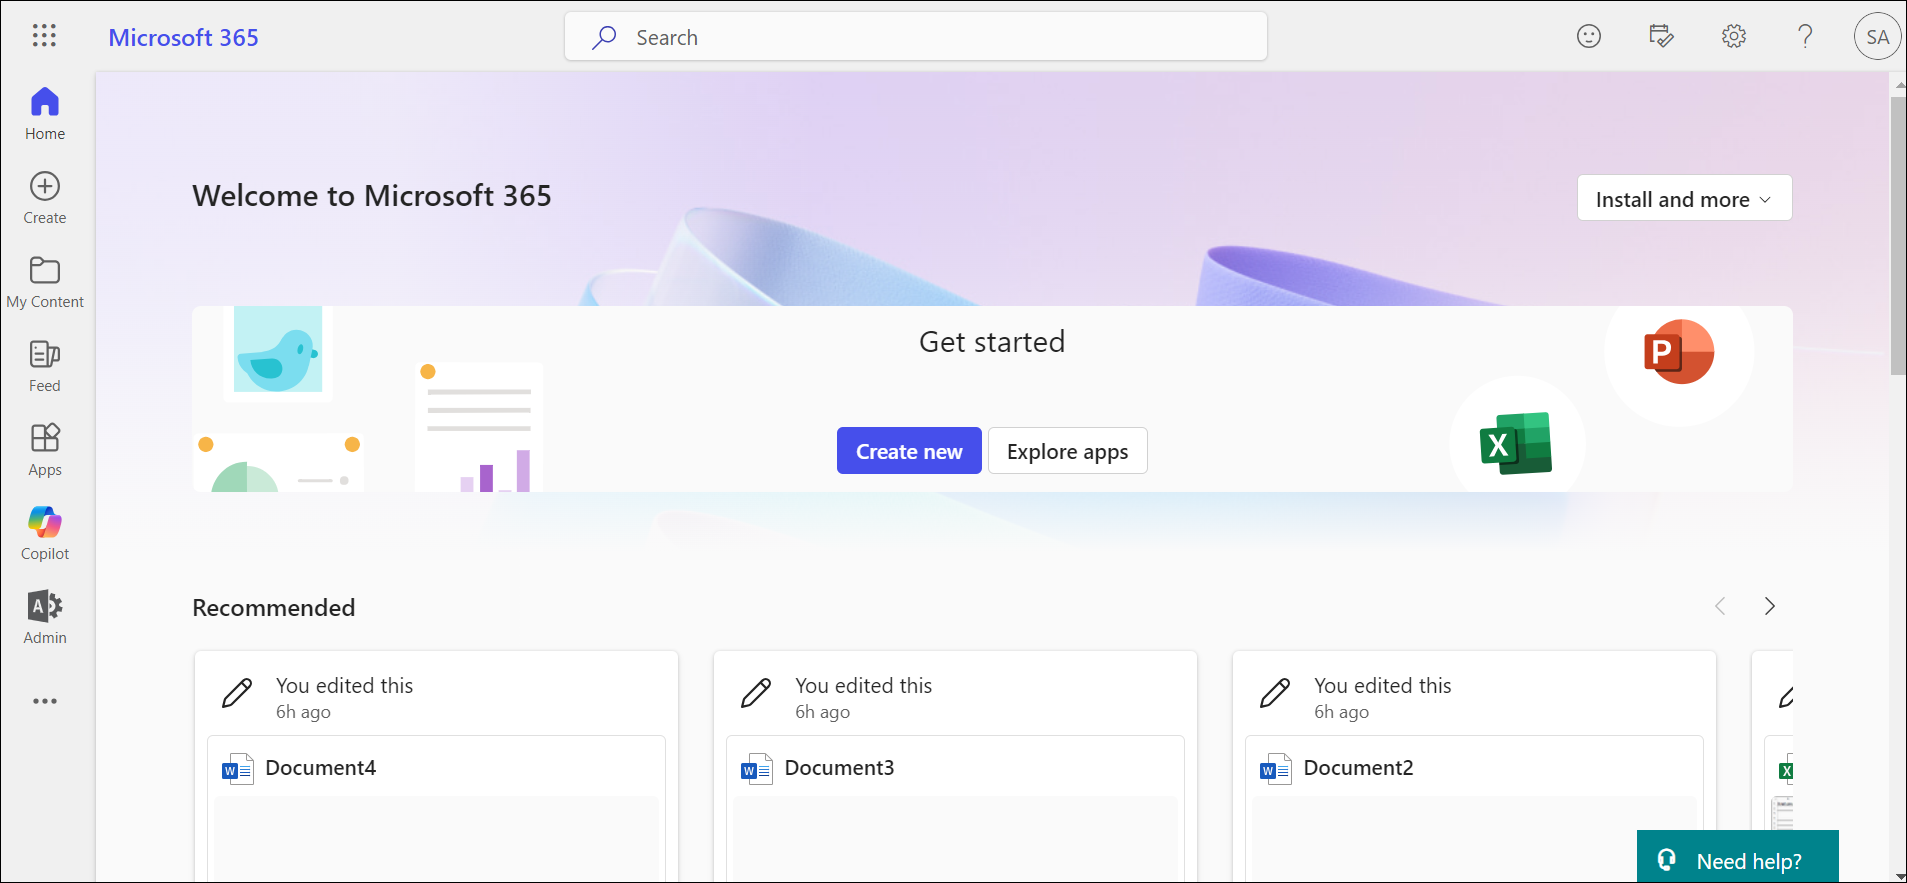 Microsoft 365
Search
SA
Home
Create
My Content
Feed
Apps
Copilot
Admin
Welcome to Microsoft 365
Install and more
Get started
P
X
Create new
Explore apps
Recommended
You edited this
6h ago
W
Document4
You edited this
6h ago
W
Document3
You edited this
6h ago
W
Document2
X
Need help?